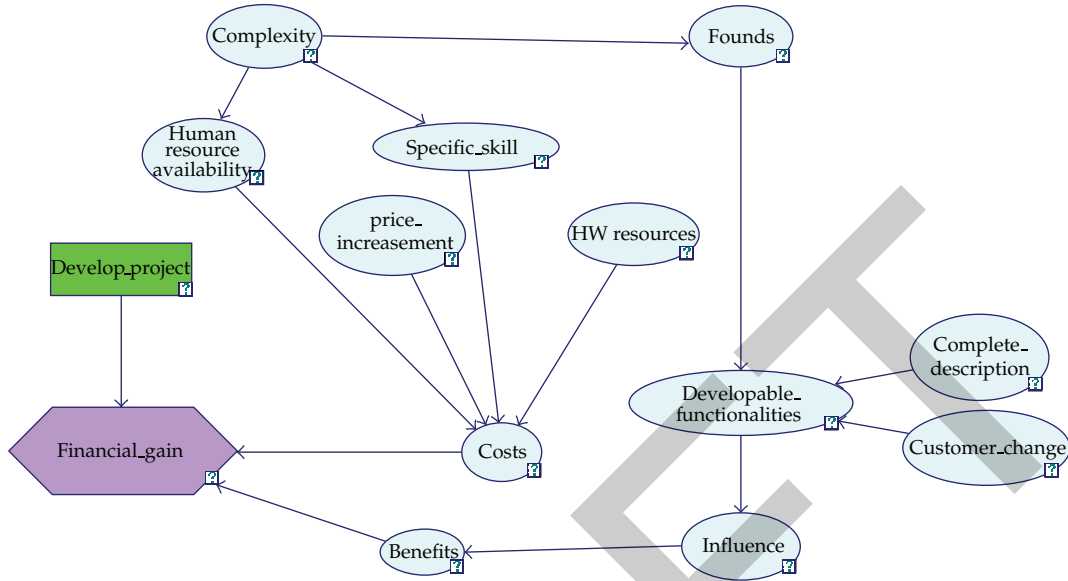 Complexity
Founds
Human
resource
availability
Specific_skill
price_
increasement
HW resources
Develop_project
Complete_
description
Developable_
functionalities
Customer_change
Financial_gain
Costs
Benefits
Influence
?
?
?
?
?
?
?
?
?
?
?
?
?
?